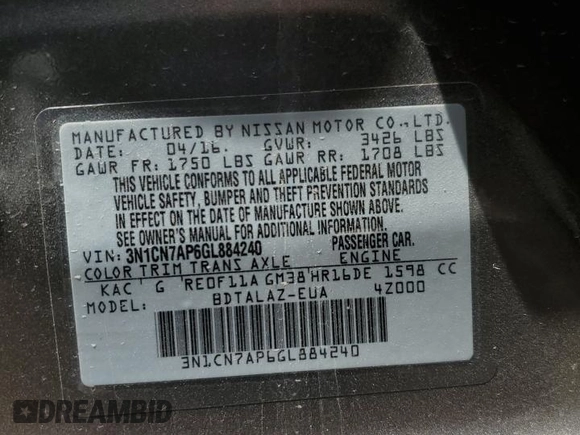 MANUFACTURED BY NISSAN MOTOR CO.,LTD.
DATE: 04/16. GVWR: 3426 LBS
GAWR FR: 1750 LBS GAWR RR: 1708 LBS
THIS VEHICLE CONFORMS TO ALL APPLICABLE FEDERAL MOTOR
VEHICLE SAFETY, BUMPER AND THEFT PREVENTION STANDARDS
IN EFFECT ON THE DATE OF MANUFACTURE SHOWN ABOVE.
SEE OWNER'S MANUAL FOR ADDITIONAL INFORMATION.
VIN: 3N1CN7AP6GL884240 PASSENGER CAR.
COLOR TRIM TRANS AXLE ENGINE
KAC G RE0F11A GM38 HR16DE 1598 CC
MODEL: BDTALAZ-EUA 4Z000
3N1CN7AP6GL884240
DREAMBID